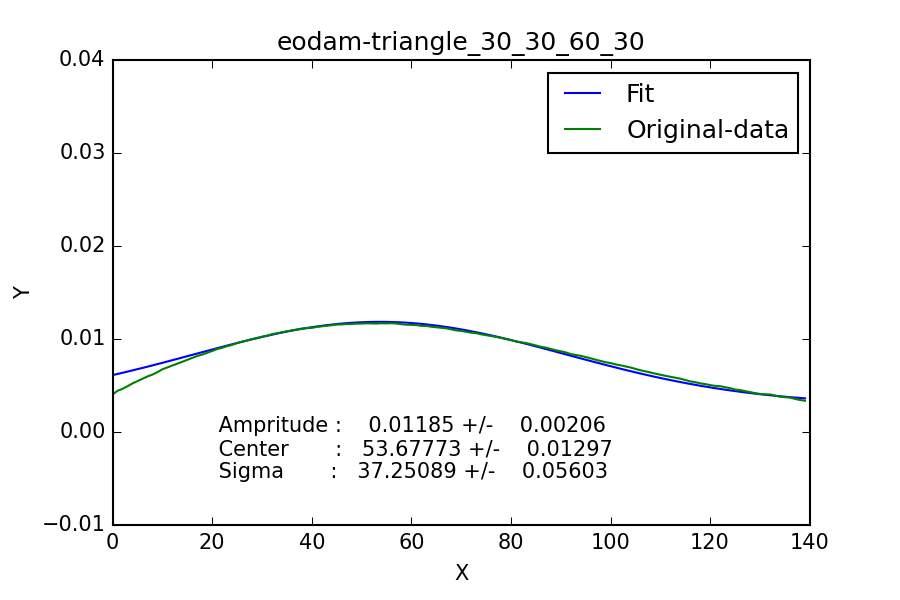 eodam-triangle_30_30_60_30
Fit
Original-data
0.04
0.03
0.02
0.01
0.00
−0.01
Y
Ampritude : 0.01185 +/- 0.00206
Center : 53.67773 +/- 0.01297
Sigma : 37.25089 +/- 0.05603
0 20 40 60 80 100 120 140
X